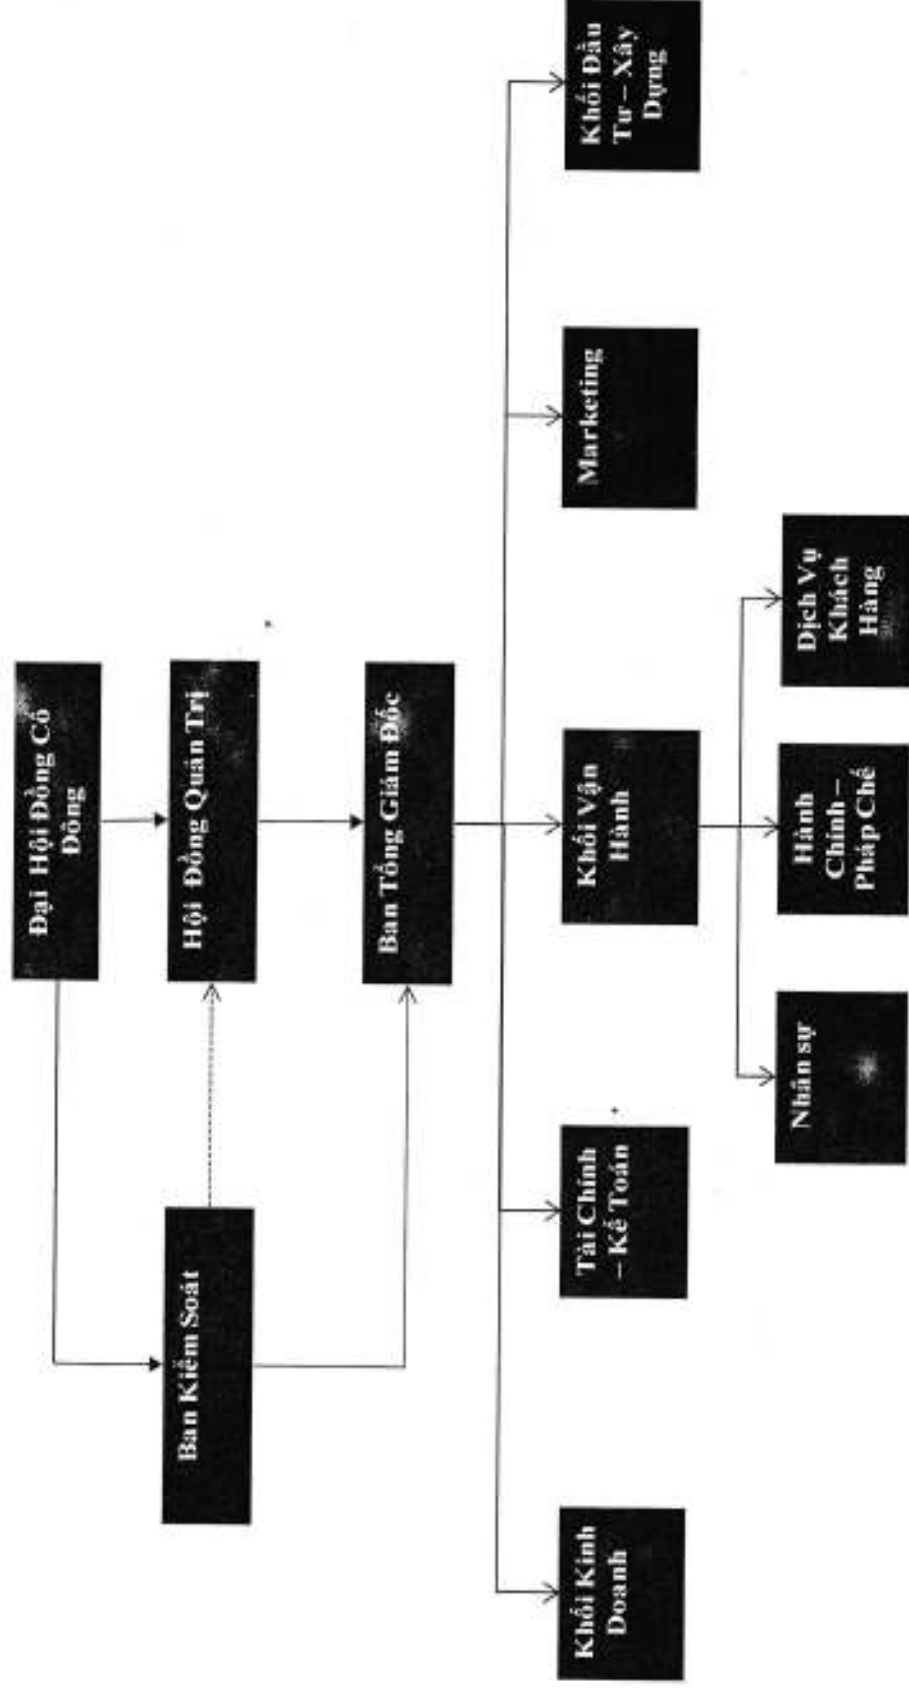 Đại Hội Đồng Cổ
Đông
Ban Kiểm Soát
Hội Đồng Quản Trị
Ban Tổng Giám Đốc
Khối Kinh
Doanh
Tài Chính
– Kế Toán
Khối Vận
Hành
Marketing
Khối Đầu
Tư – Xây
Dựng
Nhân sự
Hành
Chính –
Pháp Chế
Dịch Vụ
Khách
Hàng